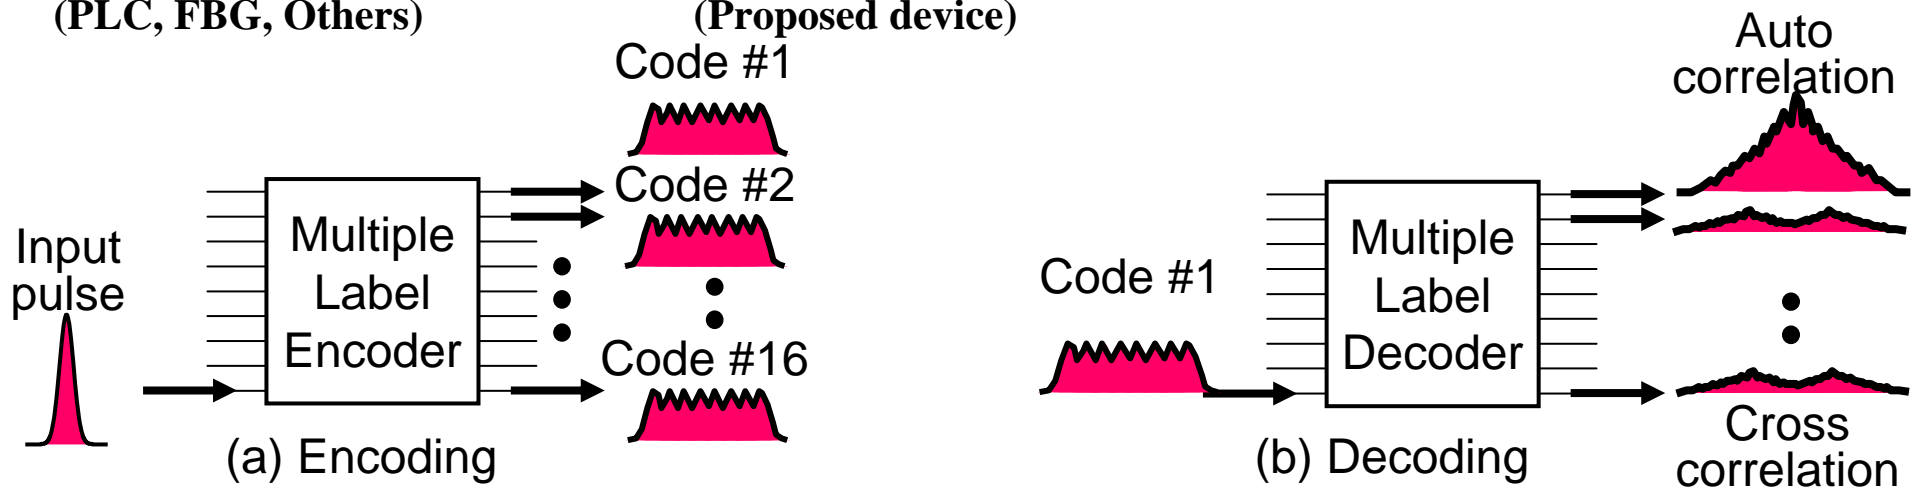 (PLC, FBG, Others)
(Proposed device)
Input
pulse
Multiple
Label
Encoder
Code #1
Code #2
Code #16
(a) Encoding
Code #1
Multiple
Label
Decoder
Auto
correlation
Cross
correlation
(b) Decoding